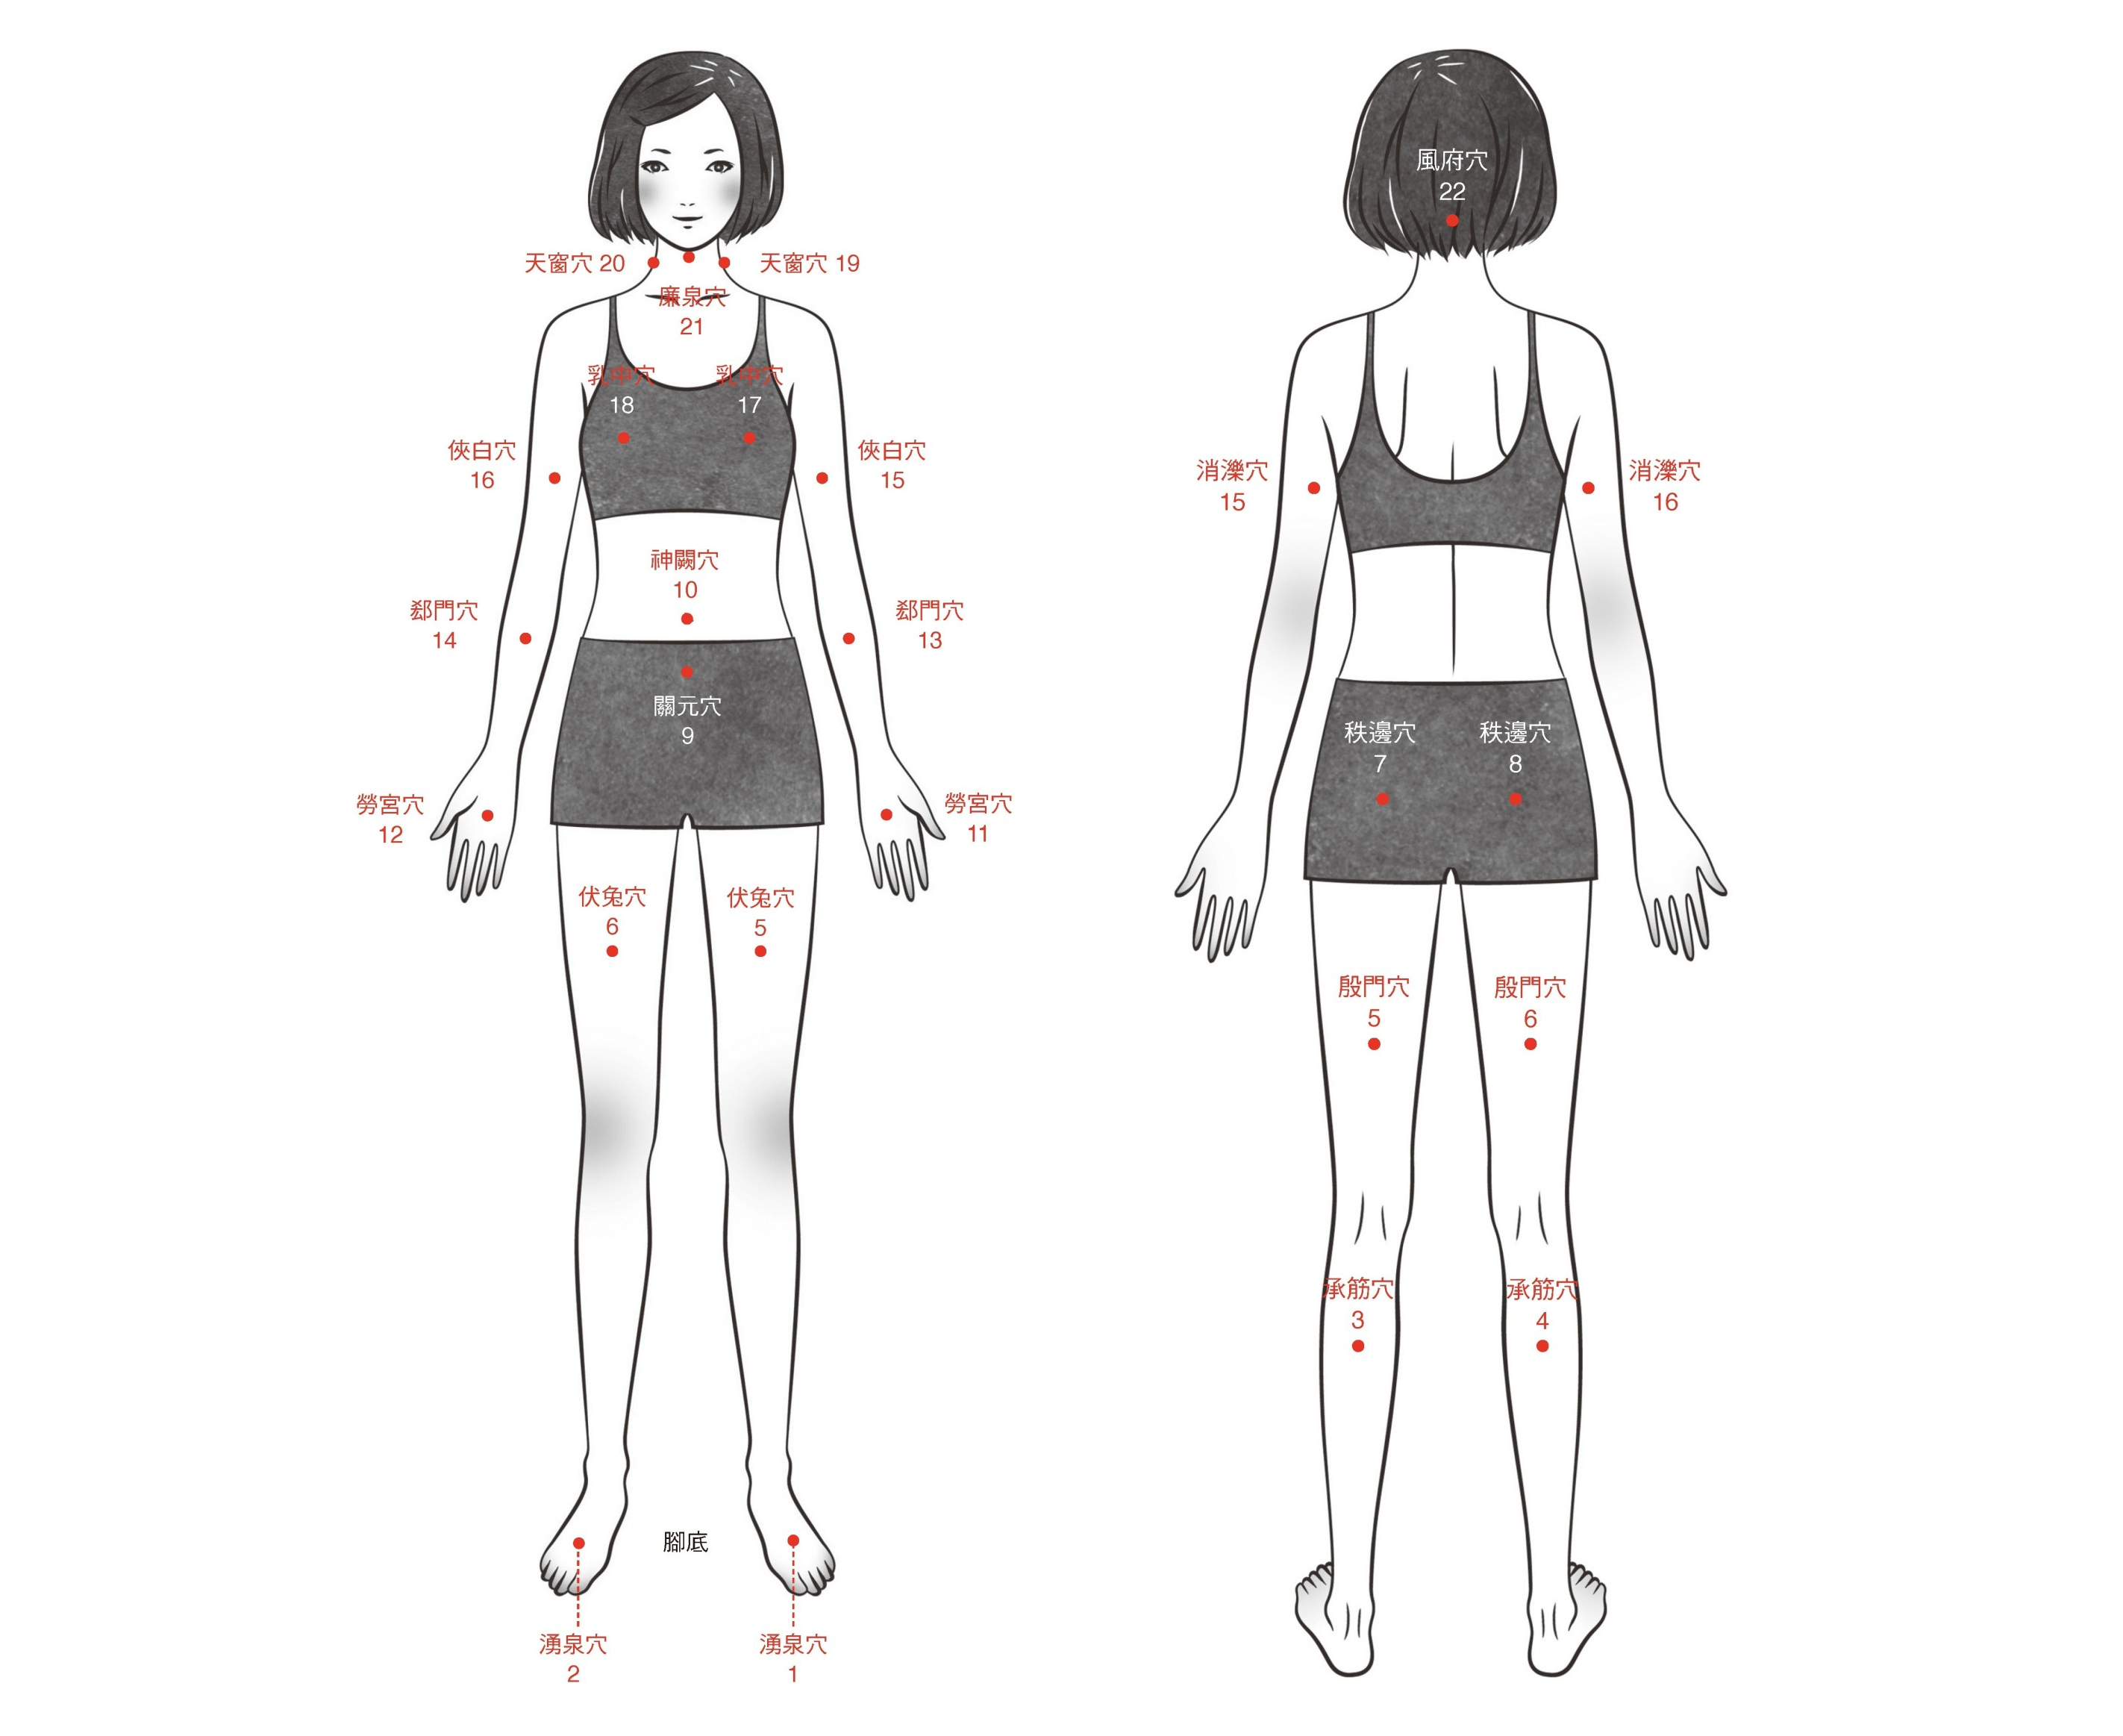 天窗穴 20
天窗穴 19
廉泉穴
21
乳中穴
18
乳中穴
17
俠白穴
16
俠白穴
15
神闕穴
10
郄門穴
14
郄門穴
13
關元穴
9
勞宮穴
12
勞宮穴
11
伏兔穴
6
伏兔穴
5
腳底
湧泉穴
2
湧泉穴
1
風府穴
22
消濼穴
15
消濼穴
16
秩邊穴
7
秩邊穴
8
殷門穴
5
殷門穴
6
承筋穴
3
承筋穴
4